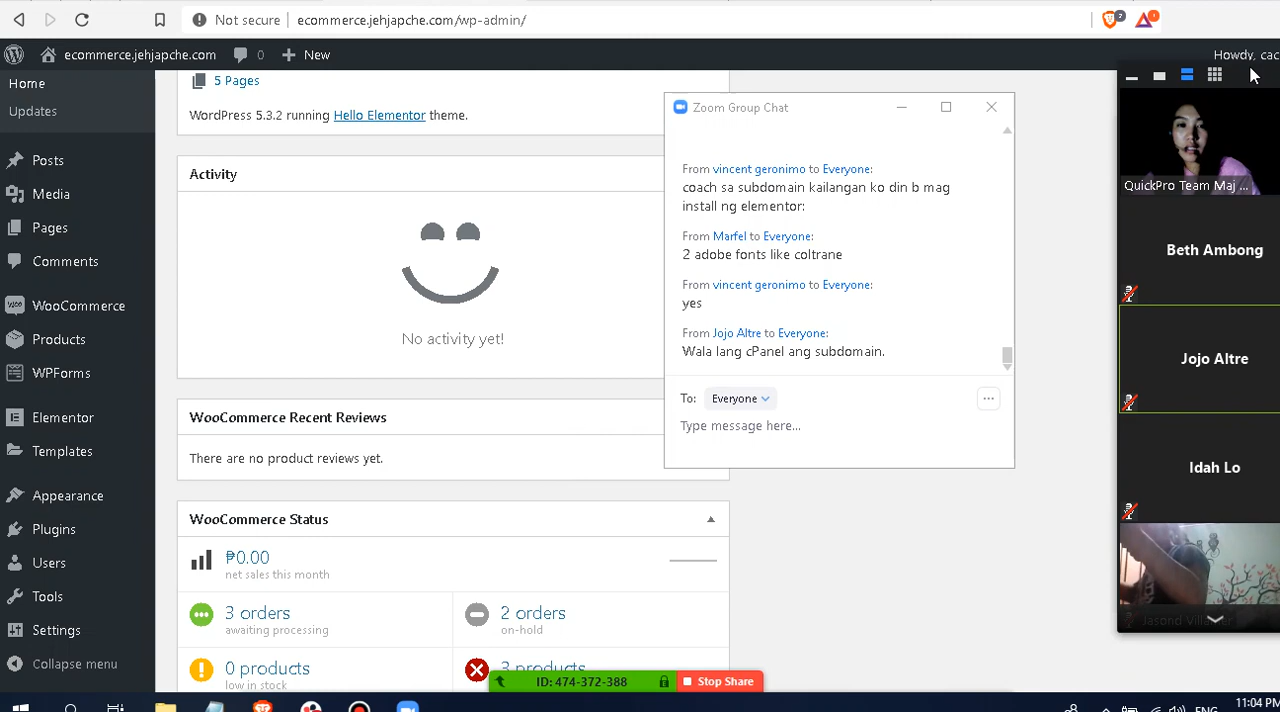 Not secure
ecommerce.jehjapche.com/wp-admin/
2
1
ecommerce.jehjapche.com
0
New
Howdy, cac
Home
Updates
Posts
Media
Pages
Comments
WooCommerce
Products
WPForms
Elementor
Templates
Appearance
Plugins
Users
Tools
Settings
Collapse menu
5 Pages
WordPress 5.3.2 running Hello Elementor theme.
Activity
No activity yet!
WooCommerce Recent Reviews
There are no product reviews yet.
WooCommerce Status
₱0.00
net sales this month
3 orders
awaiting processing
2 orders
on-hold
0 products
low in stock
3 products
Zoom Group Chat
From vincent geronimo to Everyone:
coach sa subdomain kailangan ko din b mag
install ng elementor:
From Marfel to Everyone:
2 adobe fonts like coltrane
From vincent geronimo to Everyone:
yes
From Jojo Altre to Everyone:
Wala lang cPanel ang subdomain.
To: Everyone
Type message here...
QuickPro Team Maj ...
Beth Ambong
Jojo Altre
Idah Lo
ID: 474-372-388
Stop Share
ENG
11:04 PM